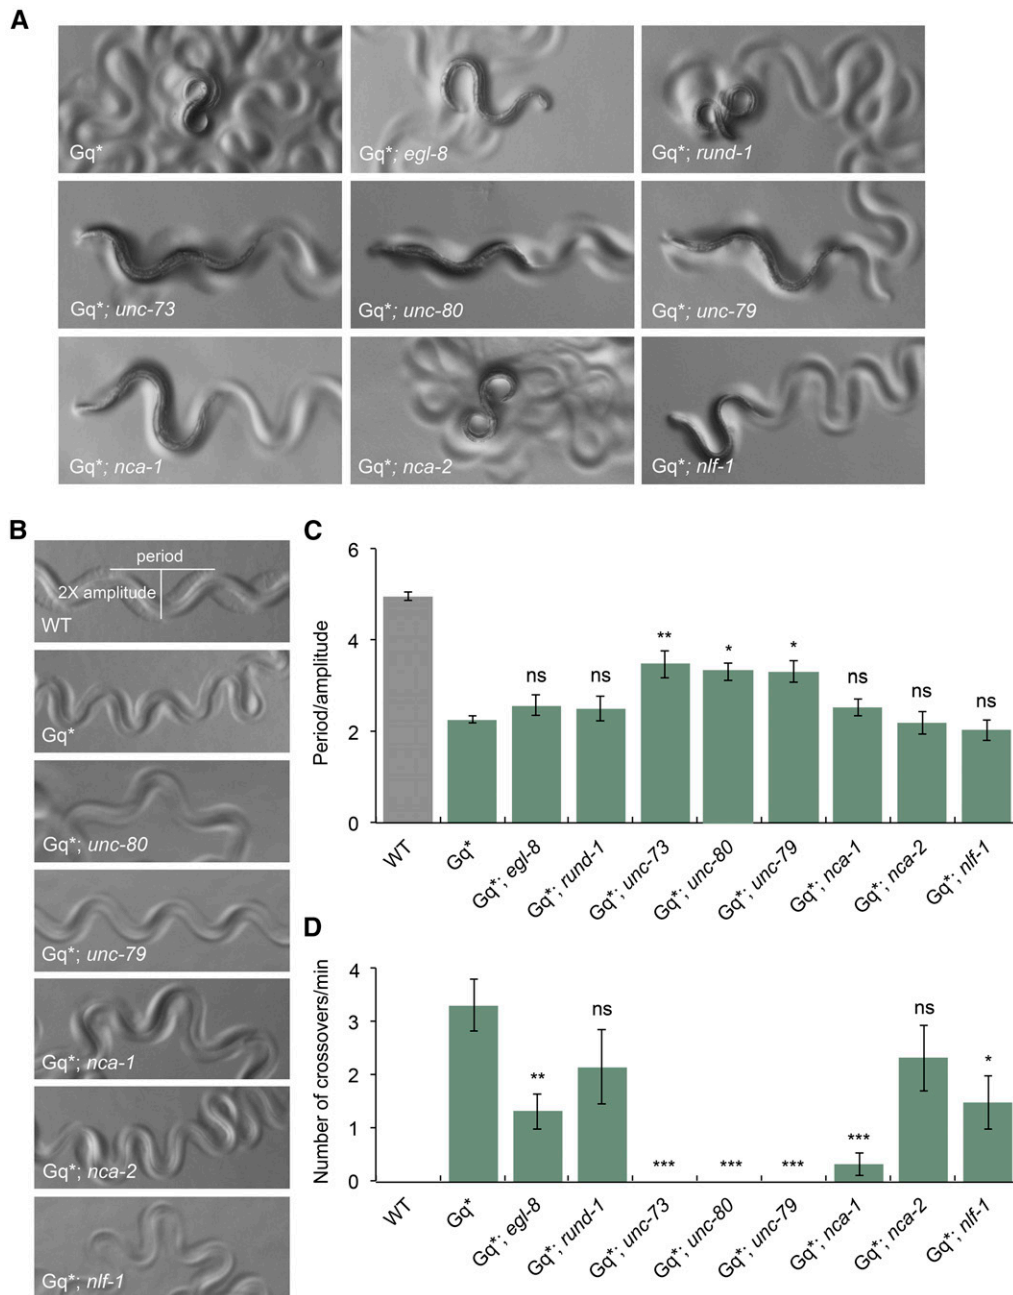 A
Gq*
Gq*; egl-8
Gq*; rund-1
Gq*; unc-73
Gq*; unc-80
Gq*; unc-79
Gq*; nca-1
Gq*; nca-2
Gq*; nlf-1
B
period
2X amplitude
WT
Gq*
Gq*; unc-80
Gq*; unc-79
Gq*; nca-1
Gq*; nca-2
Gq*; nlf-1
C
Period/amplitude
6
4
2
0
ns
ns
**
*
*
ns
ns
ns
WT
Gq*
Gq*; egl-8
Gq*; rund-1
Gq*; unc-73
Gq*; unc-80
Gq*; unc-79
Gq*; nca-1
Gq*; nca-2
Gq*; nlf-1
D
Number of crossovers/min
4
3
2
1
0
**
ns
***
***
***
***
ns
*
WT
Gq*
Gq*; egl-8
Gq*; rund-1
Gq*; unc-73
Gq*; unc-80
Gq*; unc-79
Gq*; nca-1
Gq*; nca-2
Gq*; nlf-1